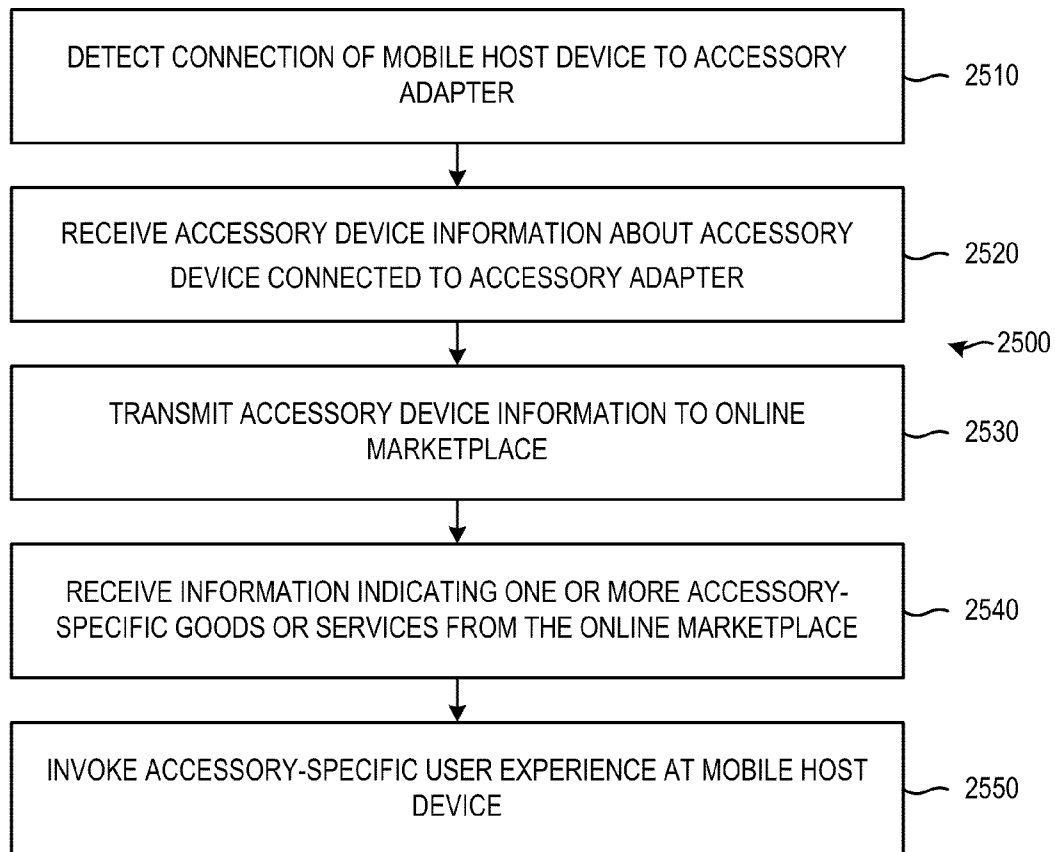 DETECT CONNECTION OF MOBILE HOST DEVICE TO ACCESSORY
ADAPTER
2510
RECEIVE ACCESSORY DEVICE INFORMATION ABOUT ACCESSORY
DEVICE CONNECTED TO ACCESSORY ADAPTER
2520
2500
TRANSMIT ACCESSORY DEVICE INFORMATION TO ONLINE
MARKETPLACE
2530
RECEIVE INFORMATION INDICATING ONE OR MORE ACCESSORY-
SPECIFIC GOODS OR SERVICES FROM THE ONLINE MARKETPLACE
2540
INVOKE ACCESSORY-SPECIFIC USER EXPERIENCE AT MOBILE HOST
DEVICE
2550